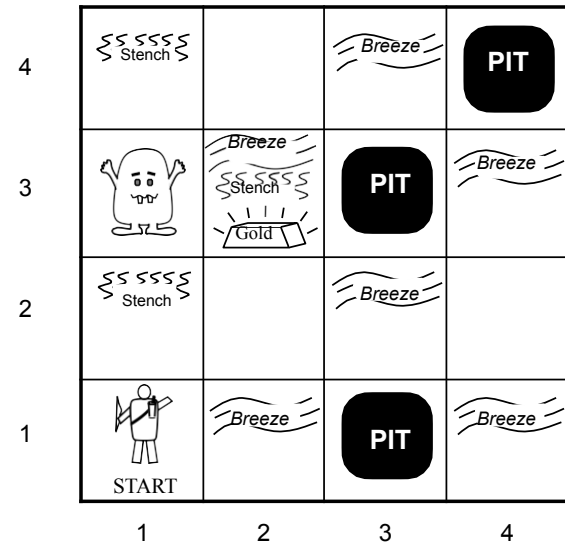 4
Stench
Breeze
PIT
3
Breeze
Stench
Gold
PIT
Breeze
2
Stench
Breeze
1
START
Breeze
PIT
Breeze
1 2 3 4